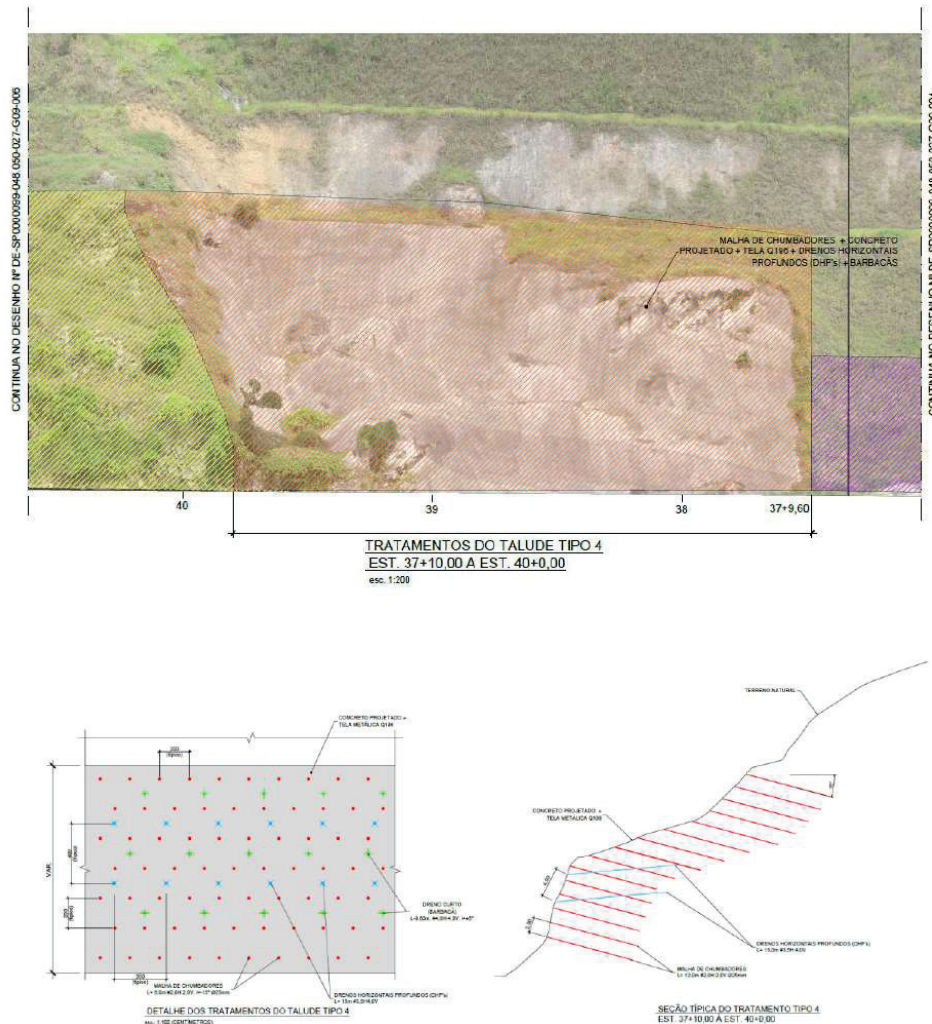 CONTINUA NO DESENHO Nº DE-SP0000099-048.050-027-G09-006
MALHA DE CHUMBADORES + CONCRETO
PROJETADO + TELA Q196 + DRENOS HORIZONTAIS
PROFUNDOS (DHP's) + BARBACÃS
40
39
38
37+9,60
TRATAMENTOS DO TALUDE TIPO 4
EST. 37+10,00 A EST. 40+0,00
esc. 1:200
CONCRETO PROJETADO +
TELA METÁLICA Q196
VAR.
DRENO CURTO
(BARBACÃ)
MALHA DE CHUMBADORES
DRENOS HORIZONTAIS PROFUNDOS (DHP's)
DETALHE DOS TRATAMENTOS DO TALUDE TIPO 4
TERRENO NATURAL
CONCRETO PROJETADO +
TELA METÁLICA Q196
DRENOS HORIZONTAIS PROFUNDOS (DHP's)
MALHA DE CHUMBADORES
SEÇÃO TÍPICA DO TRATAMENTO TIPO 4
EST. 37+10,00 À EST. 40+0,00